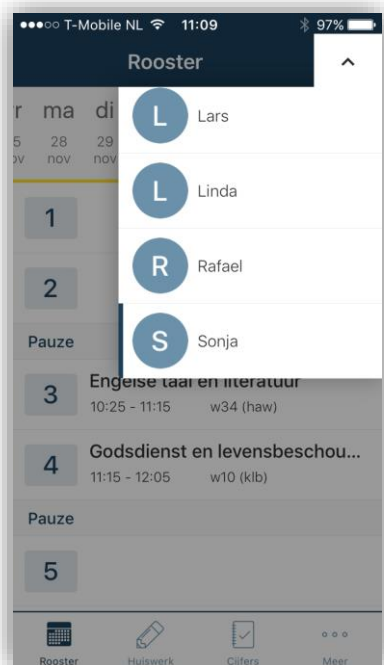 T-Mobile NL 11:09 97%
Rooster
r ma di
5 28 29
ov nov nov
L Lars
L Linda
R Rafael
S Sonja
1
2
Pauze
3 Engelse taal en literatuur
10:25 - 11:15 w34 (haw)
4 Godsdienst en levensbeschou...
11:15 - 12:05 w10 (klb)
Pauze
5
Rooster Huiswerk Cijfers Meer